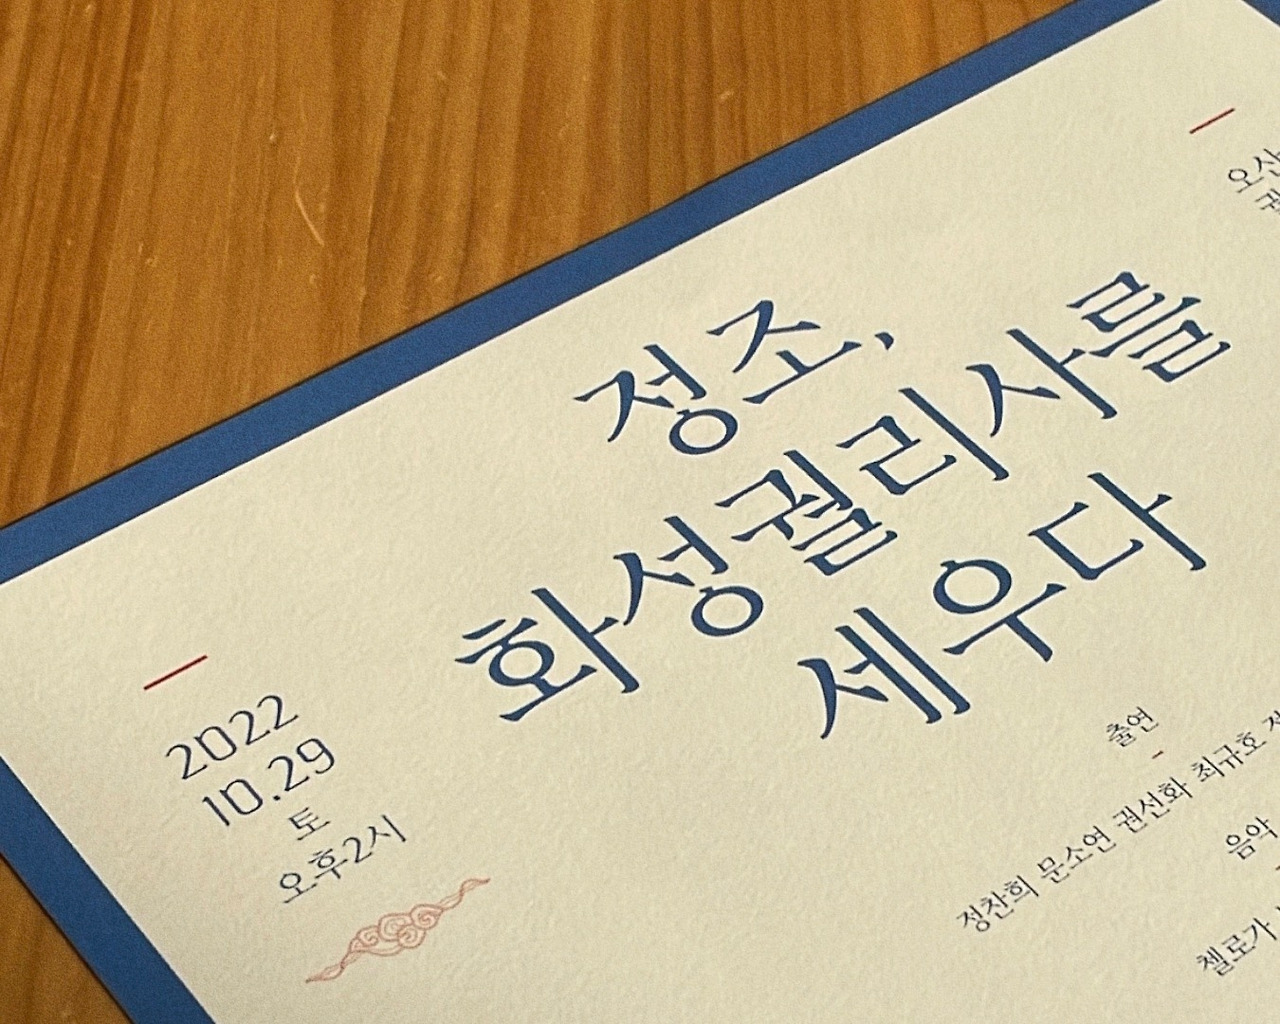 정조,
화성궐리사를
세우다
2022
10.29
토
오후2시
출연
정찬희 문소연 권선화 최규호
음악
첼로가